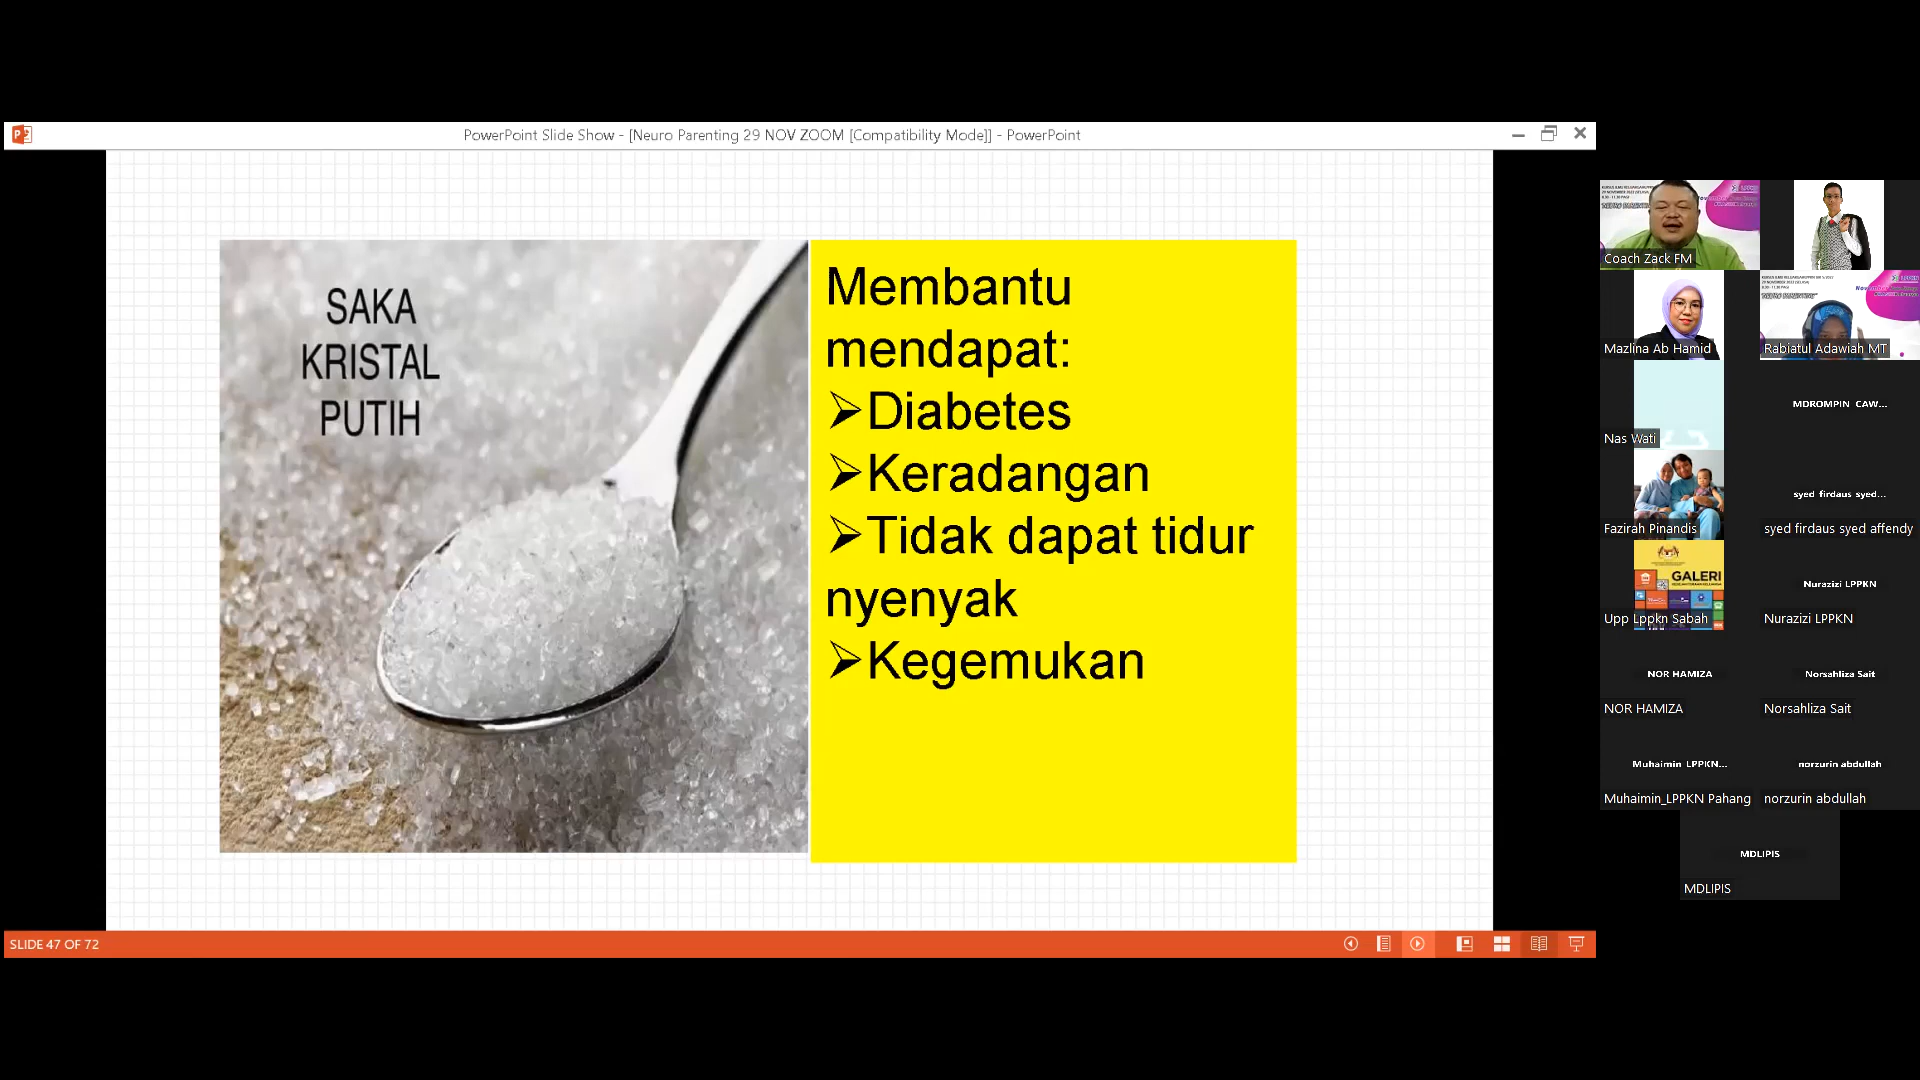 PowerPoint Slide Show - [Neuro Parenting 29 NOV ZOOM [Compatibility Mode]] - PowerPoint
SAKA
KRISTAL
PUTIH
Membantu
mendapat:
➢Diabetes
➢Keradangan
➢Tidak dapat tidur
nyenyak
➢Kegemukan
SLIDE 47 OF 72
Coach Zack FM
Mazlina Ab Hamid
Rabiatul Adawiah MT
Nas Wati
MDROMPIN CAW...
Fazirah Pinandis
syed firdaus syed...
syed firdaus syed affendy
GALERI
Upp Lppkn Sabah
Nurazizi LPPKN
Nurazizi LPPKN
NOR HAMIZA
NOR HAMIZA
Norsahliza Sait
Norsahliza Sait
Muhaimin LPPKN...
Muhaimin_LPPKN Pahang
norzurin abdullah
norzurin abdullah
MDLIPIS
MDLIPIS